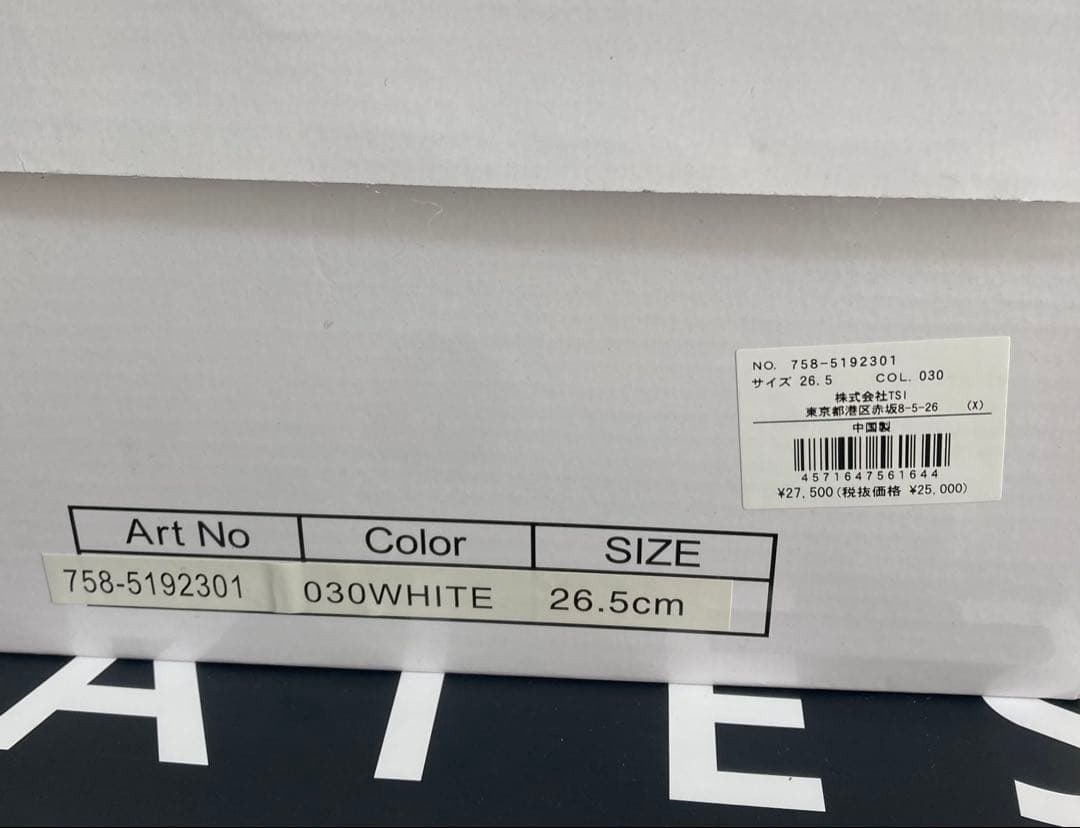 NO. 758-5192301
サイズ 26.5 COL. 030
株式会社TSI
東京都港区赤坂8-5-26 (X)
中国製
4571647561644
¥27,500(税抜価格 ¥25,000)
Art No Color SIZE
758-5192301 030WHITE 26.5cm
ATES